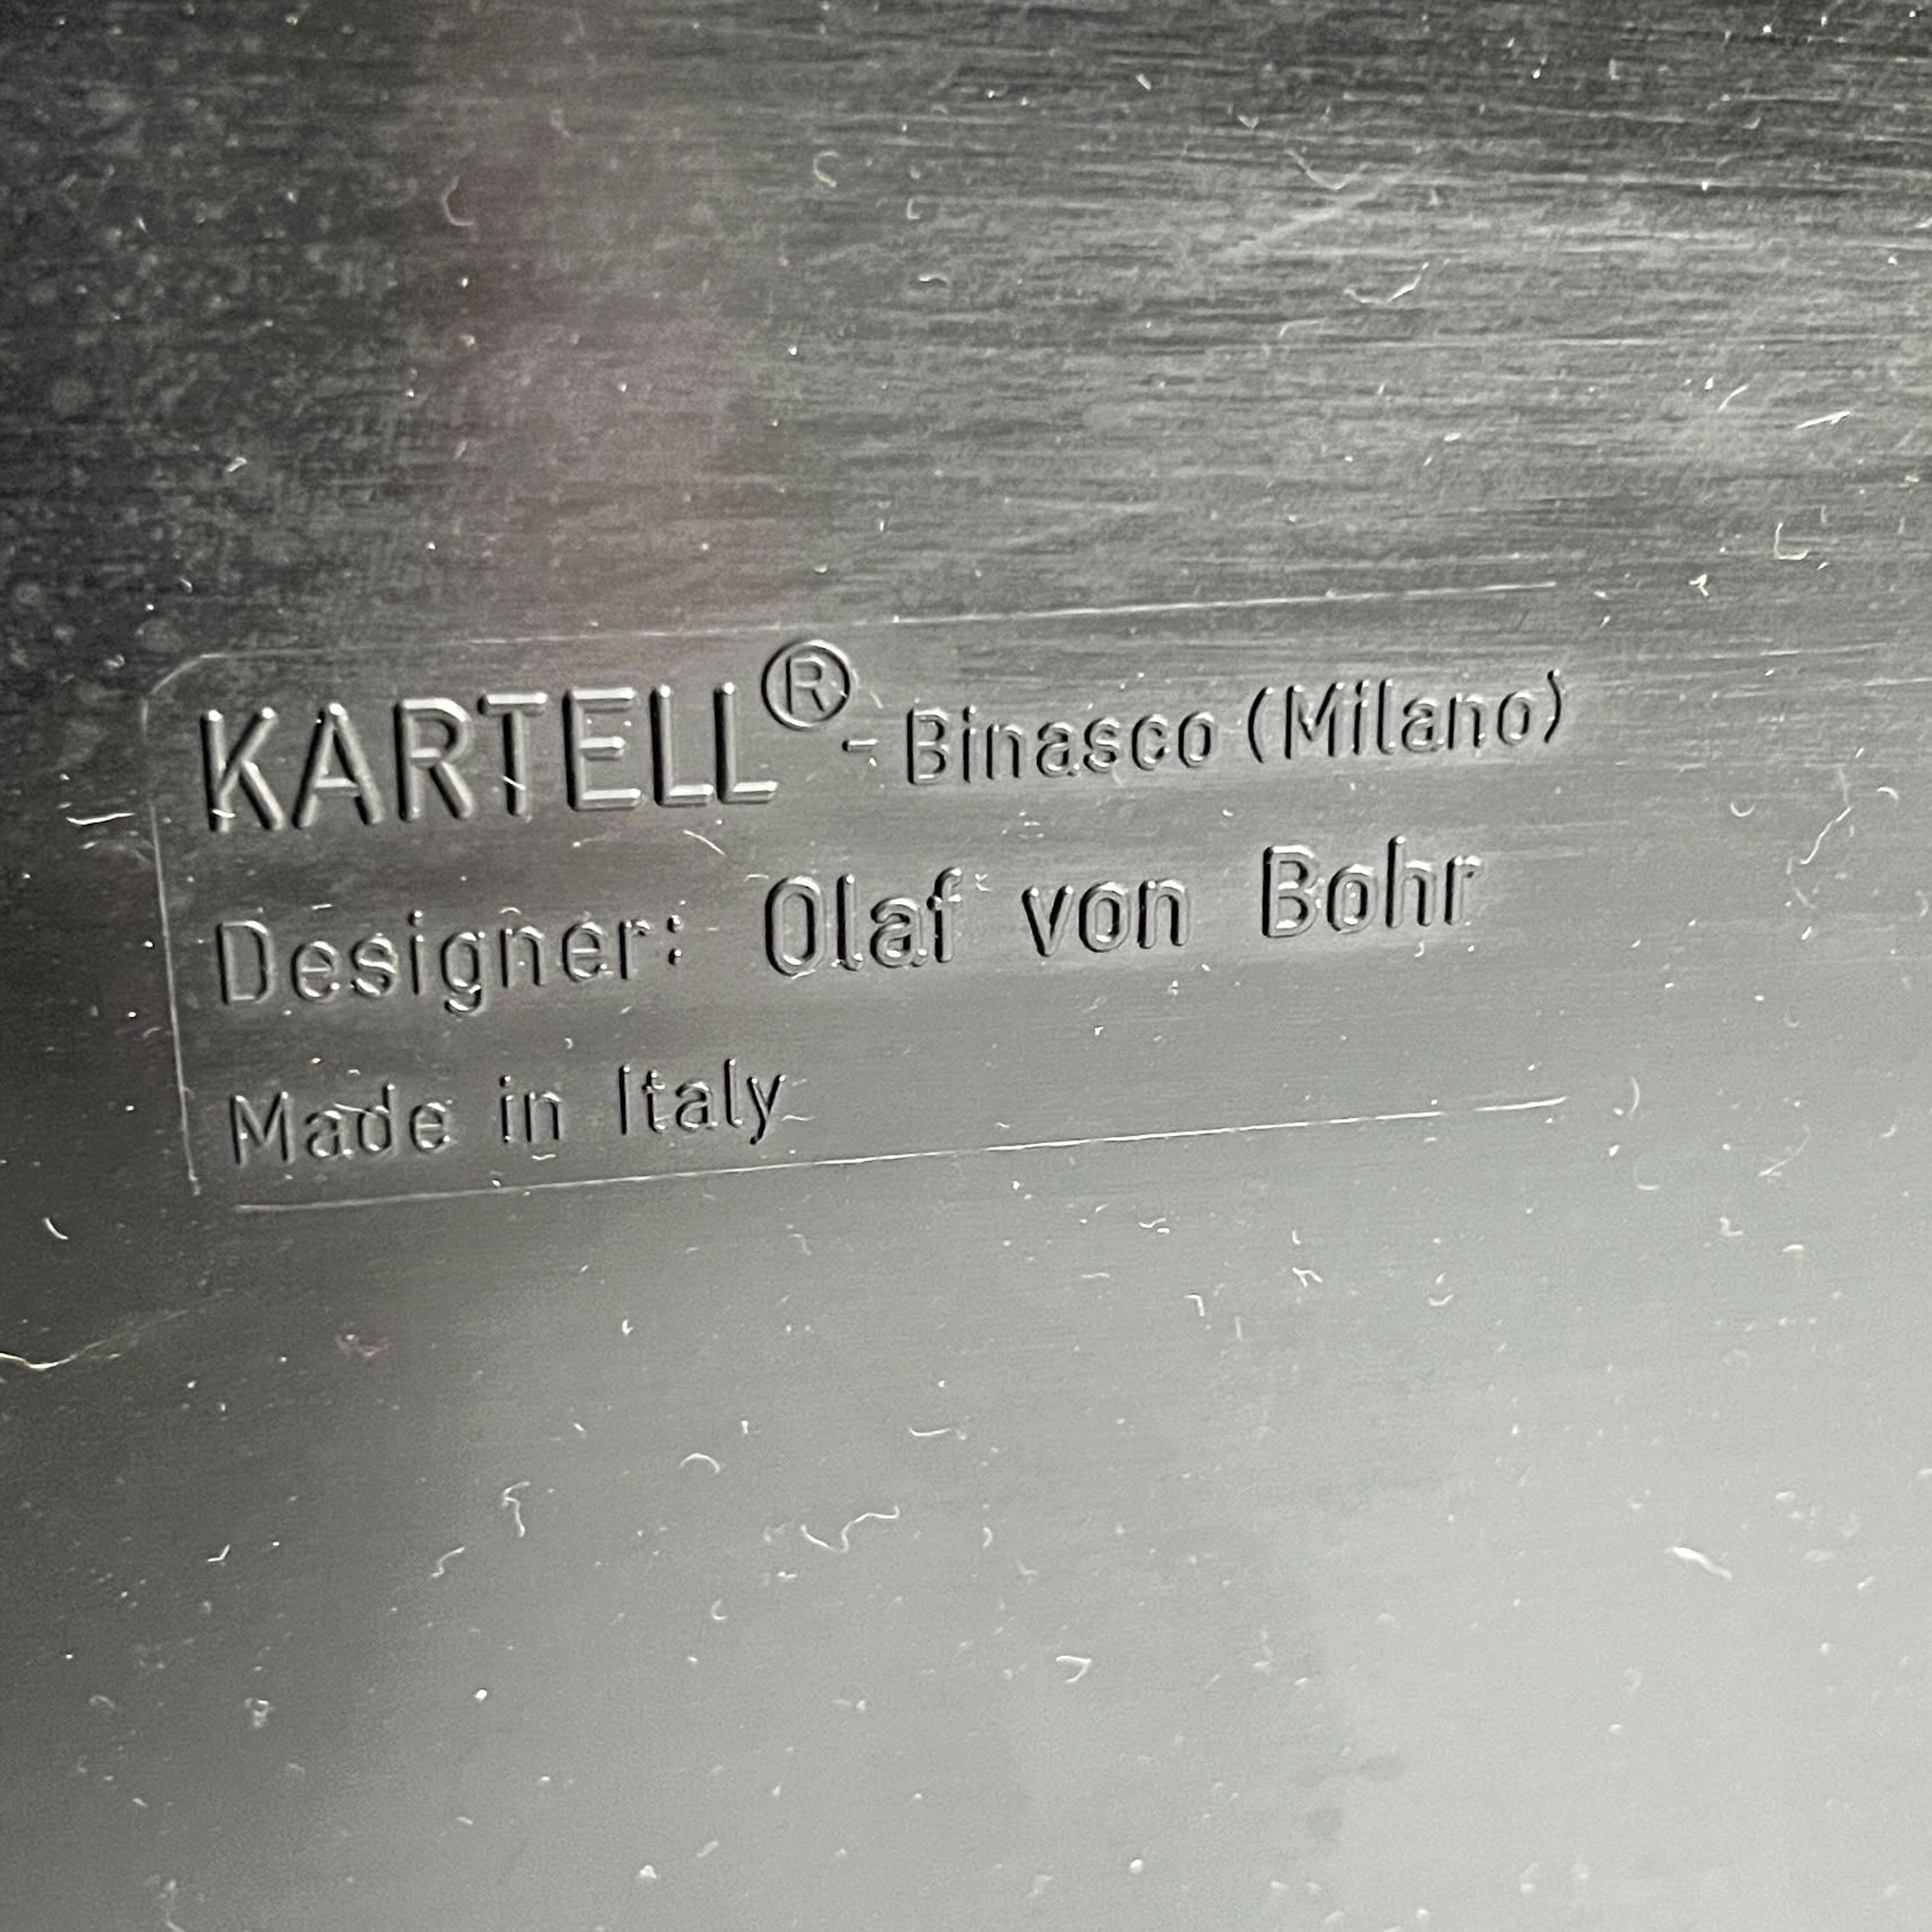 KARTELL® - Binasco (Milano)
Designer: Olaf von Bohr
Made in Italy